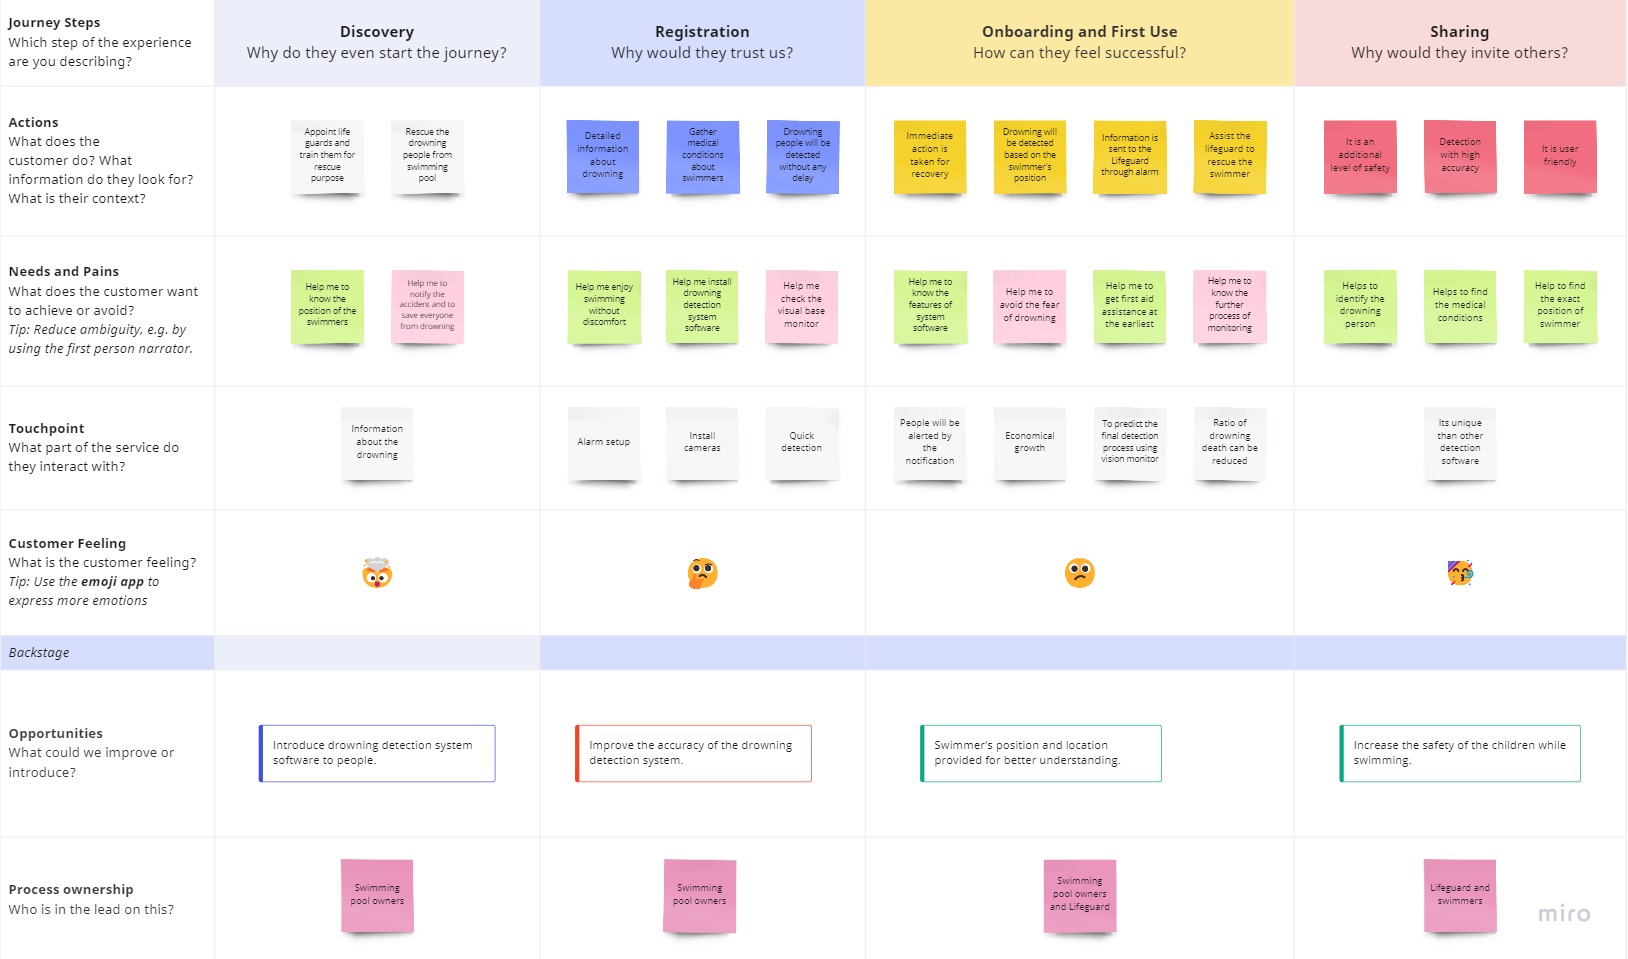 Journey Steps
Which step of the experience
are you describing?
Discovery
Why do they even start the journey?
Registration
Why would they trust us?
Onboarding and First Use
How can they feel successful?
Sharing
Why would they invite others?
Actions
What does the
customer do? What
information do they look for?
What is their context?
Appoint life
guards and
train them for
rescue
purpose
Rescue the
drowning
people from
swimming
pool
Detailed
information
about
drowning
Gather
medical
conditions
about
swimmers
Drowning
people will be
detected
without any
delay
Immediate
action is
taken for
recovery
Drowning will
be detected
based on the
swimmer's
position
Information is
sent to the
Lifeguard
through alarm
Assist the
lifeguard to
rescue the
swimmer
It is an
additional
level of safety
Detection
with high
accuracy
It is user
friendly
Needs and Pains
What does the customer want
to achieve or avoid?
Tip: Reduce ambiguity, e.g. by
using the first person narrator.
Help me to
know the
position of the
swimmers
Help me to
notify the
accident and to
save everyone
from drowning
Help me enjoy
swimming
without
discomfort
Help me install
drowning
detection
system
software
Help me
check the
visual base
monitor
Help me to
know the
features of
system
software
Help me to
avoid the fear
of drowning
Help me to
get first aid
assistance at
the earliest
Help me to
know the
further
process of
monitoring
Helps to
identify the
drowning
person
Helps to find
the medical
conditions
Help to find
the exact
position of
swimmer
Touchpoint
What part of the service do
they interact with?
Information
about the
drowning
Alarm setup
Install
cameras
Quick
detection
People will be
alerted by
the
notification
Economical
growth
To predict the
final detection
process using
vision monitor
Ratio of
drowning
death can be
reduced
Its unique
than other
detection
software
Customer Feeling
What is the customer feeling?
Tip: Use the emoji app to
express more emotions
Backstage
Opportunities
What could we improve or
introduce?
Introduce drowning detection system
software to people.
Improve the accuracy of the drowning
detection system.
Swimmer's position and location
provided for better understanding.
Increase the safety of the children while
swimming.
Process ownership
Who is in the lead on this?
Swimming
pool owners
Swimming
pool owners
Swimming
pool owners
and Lifeguard
Lifeguard and
swimmers
miro